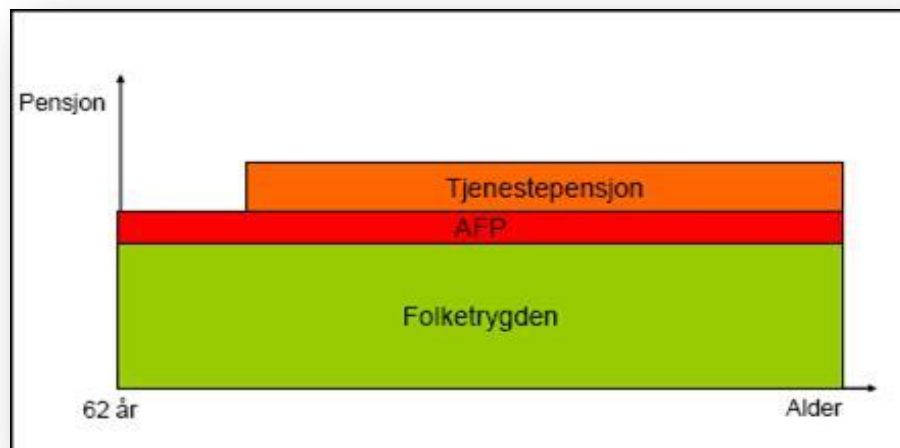 Pensjon
Tjenestepensjon
AFP
Folketrygden
62 år
Alder